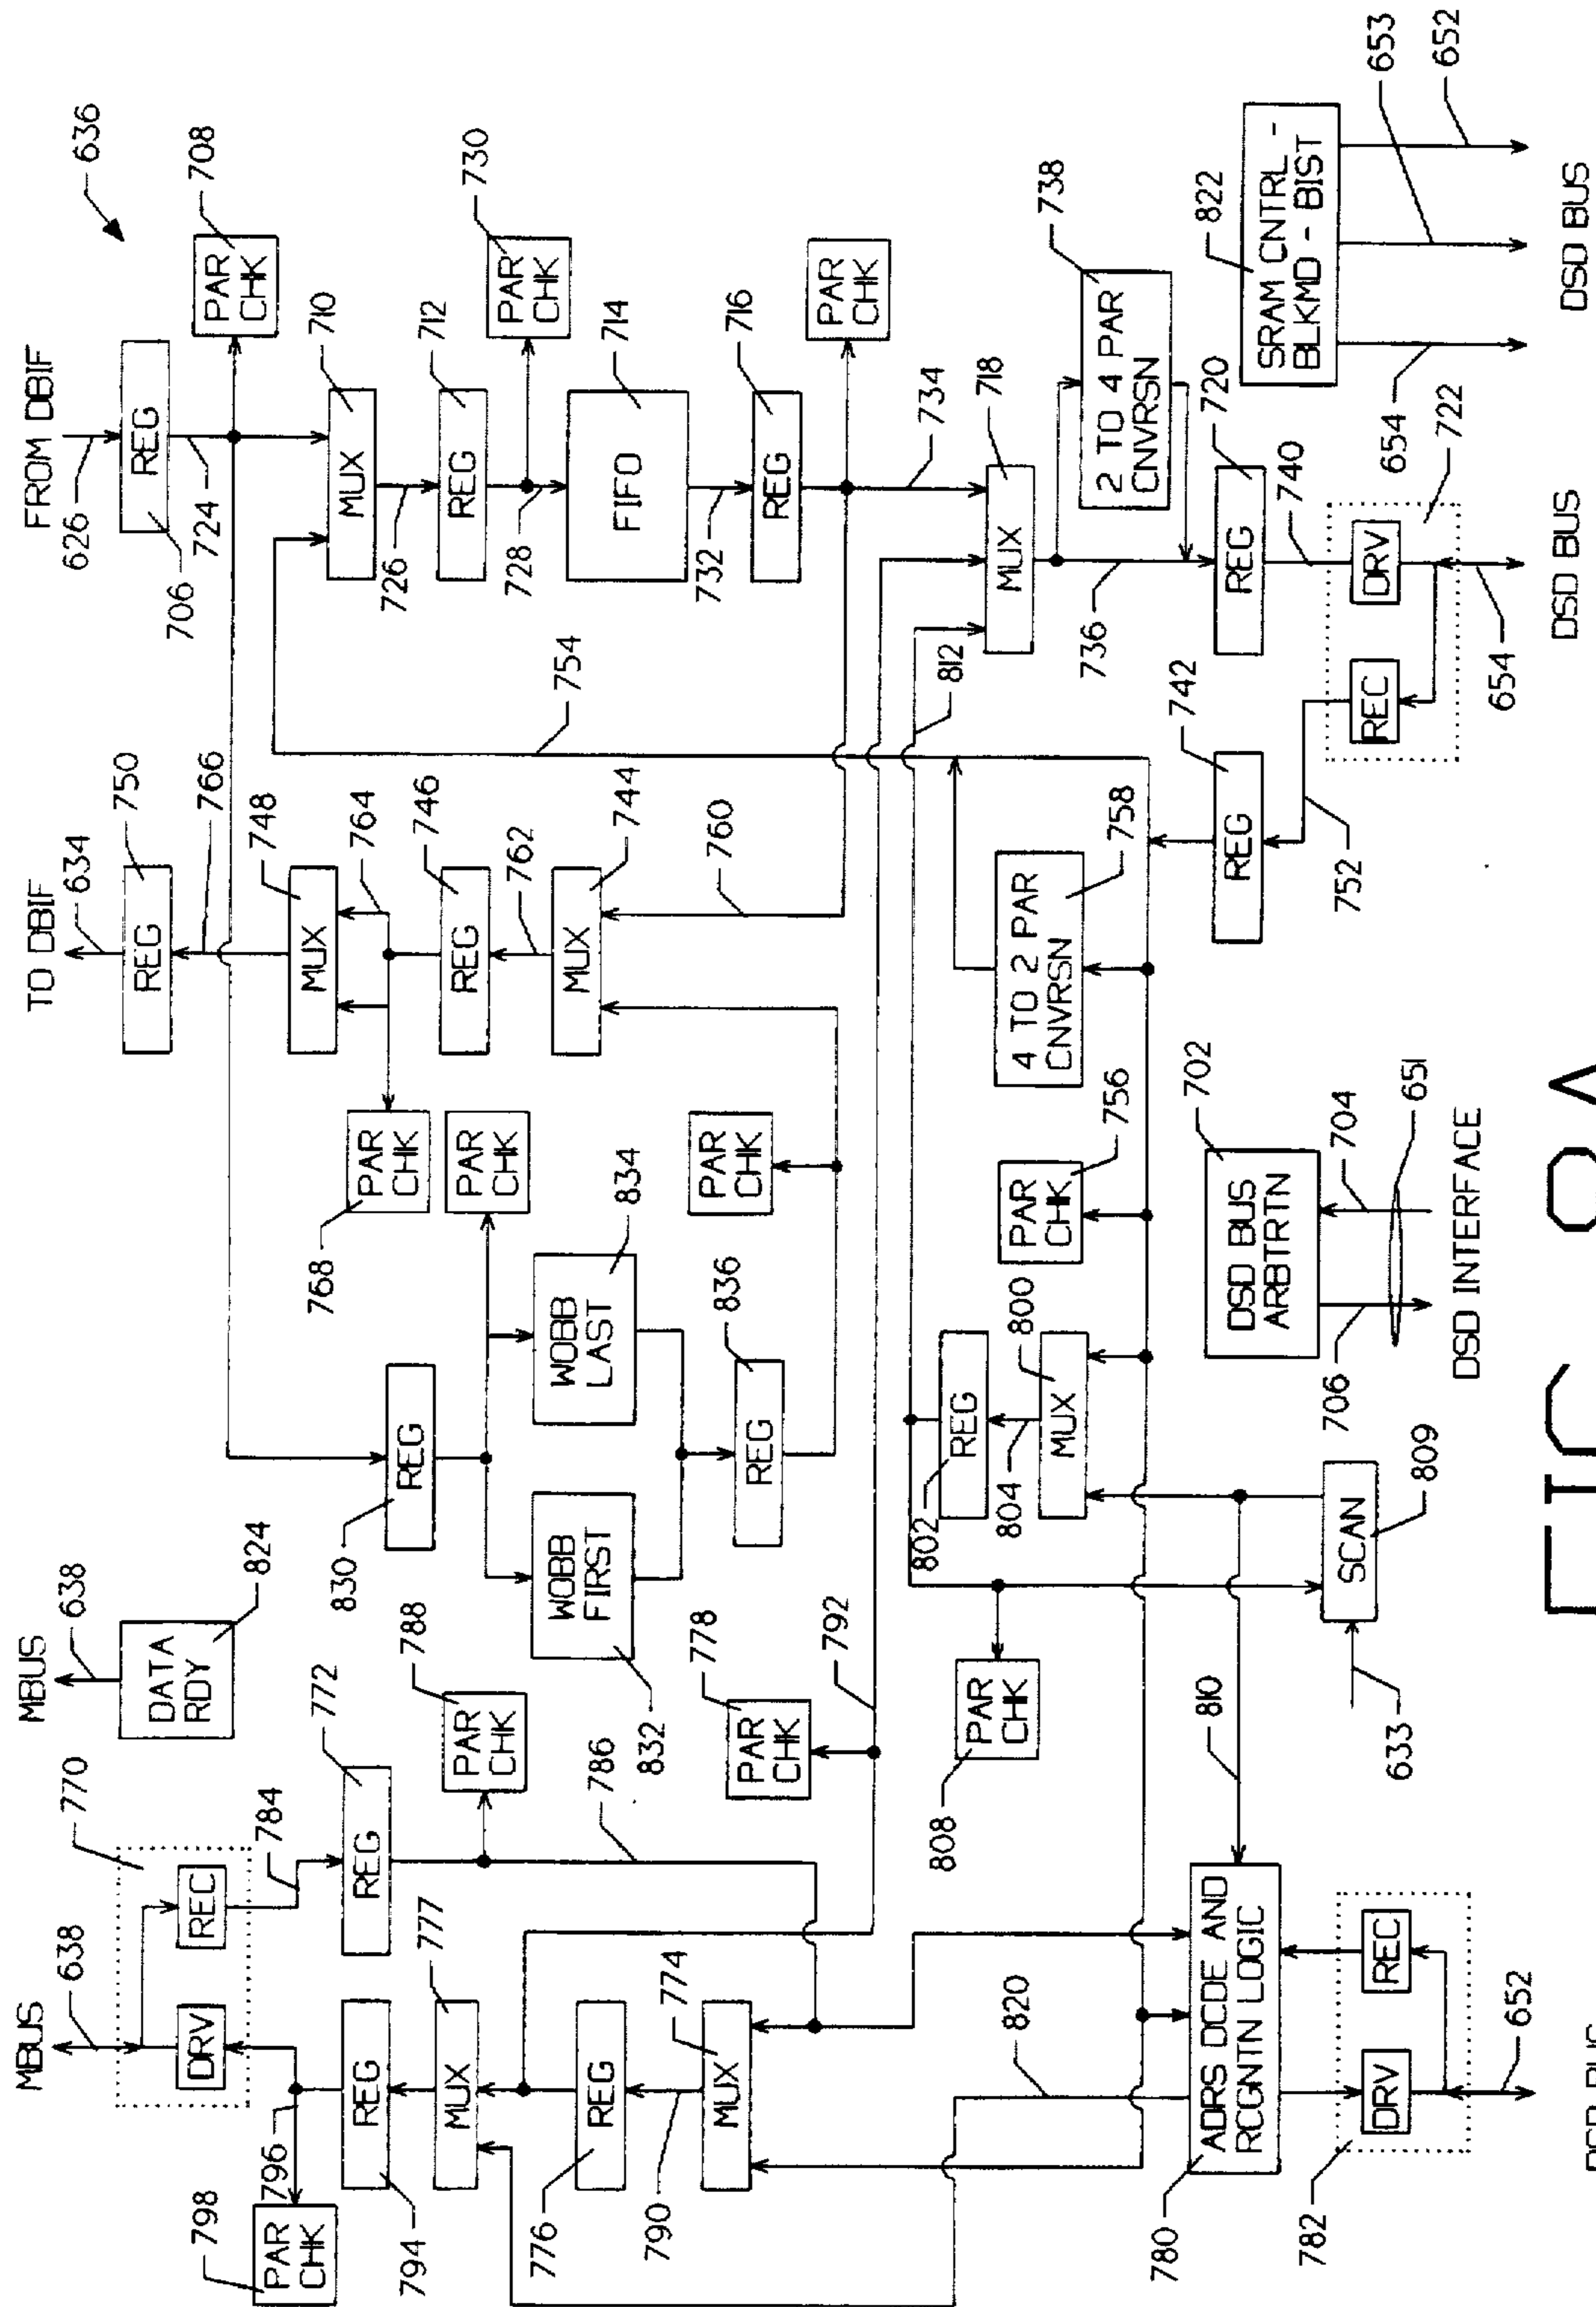 FROM DBIF
626
REG
706
724
636
PAR
CHK
708
MUX
710
726
REG
712
PAR
CHK
730
728
FIFO
714
732
REG
716
PAR
CHK
734
MUX
718
812
736
2 TO 4 PAR
CNVRSN
738
REG
720
740
DRV
REC
722
654
DSD BUS
SRAM CNTRL -
BLKMD - BIST
822
654
653
652
DSD BUS
TO DBIF
634
REG
750
766
MUX
748
764
REG
746
762
MUX
744
760
754
PAR
CHK
768
PAR
CHK
4 TO 2 PAR
CNVRSN
758
REG
742
752
REG
830
WOBB
FIRST
832
WOBB
LAST
834
REG
836
PAR
CHK
PAR
CHK
756
MUX
800
804
REG
802
DSD BUS
ARBTRTN
702
704
706
651
DSD INTERFACE
SCAN
809
633
PAR
CHK
808
810
MBUS
638
DATA
RDY
824
MBUS
638
770
DRV
REC
784
REG
772
PAR
CHK
788
786
PAR
CHK
778
792
PAR
CHK
798
796
REG
794
MUX
777
REG
776
790
MUX
774
820
ADRS DCDE AND
RCGNTN LOGIC
780
DRV
REC
782
652